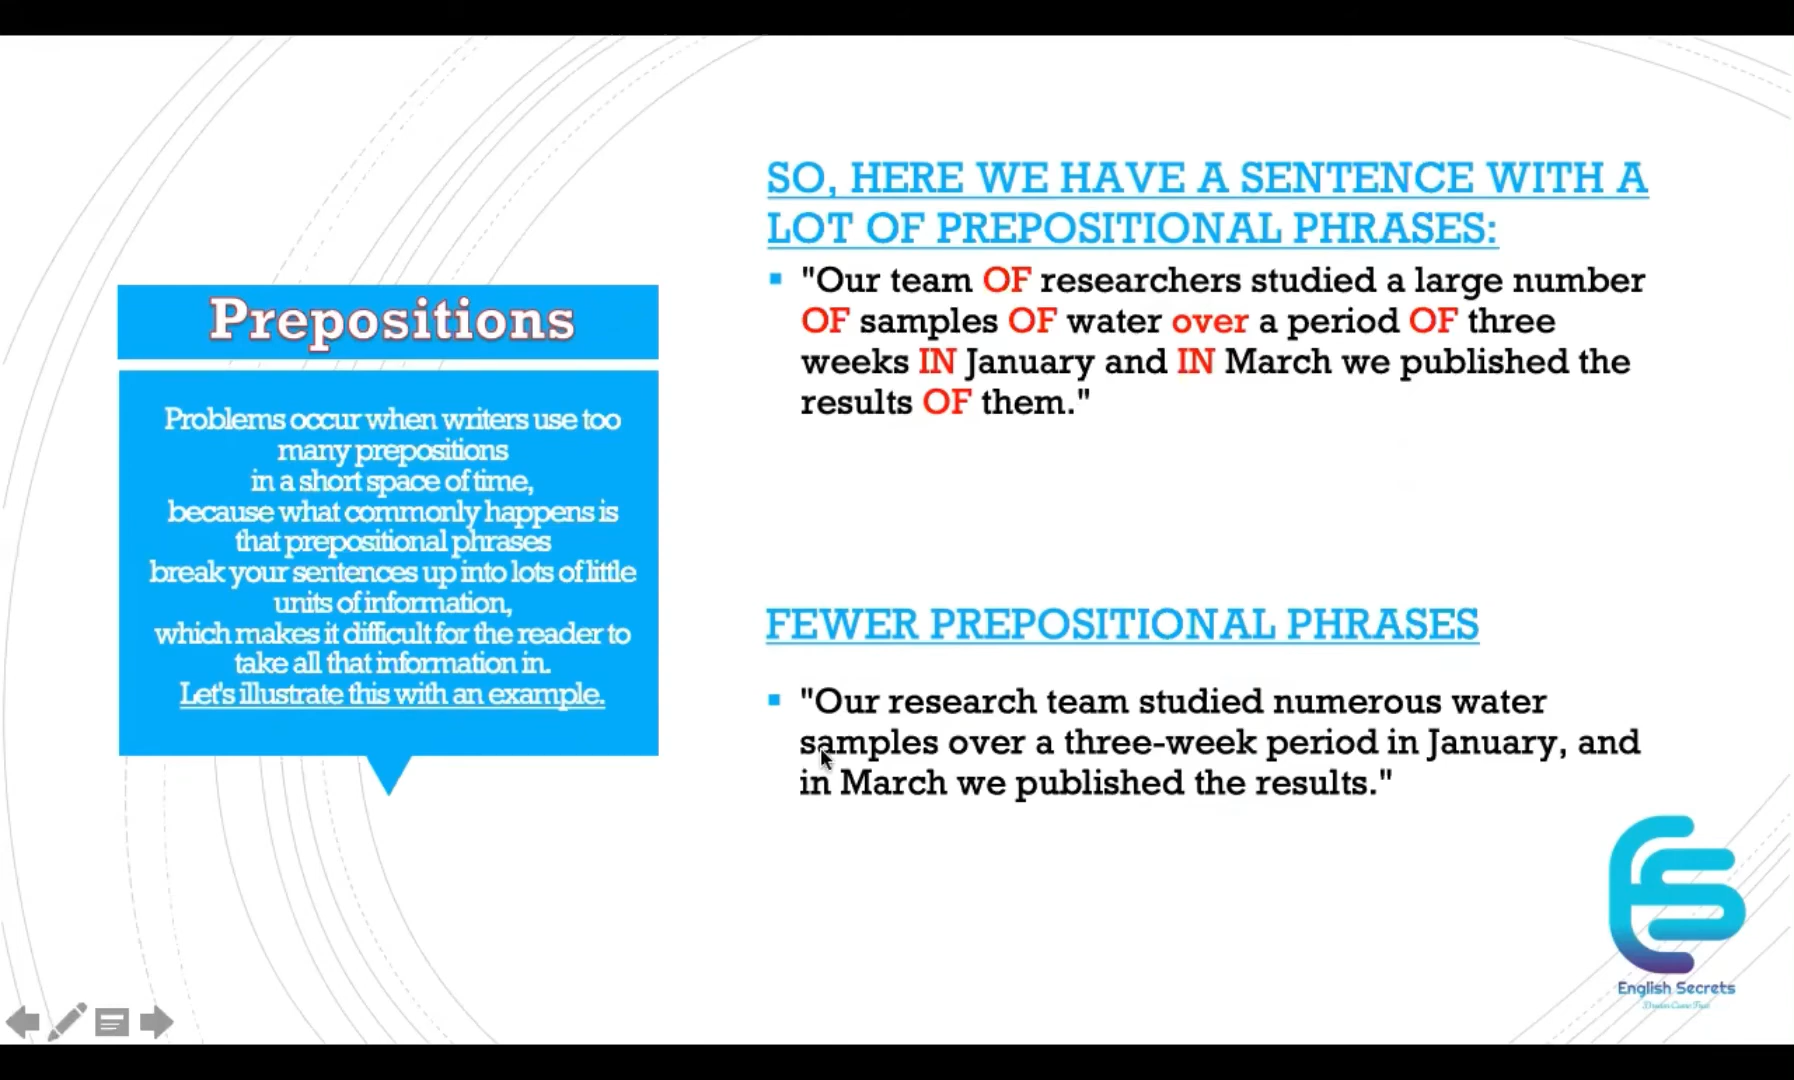 Prepositions
Problems occur when writers use too
many prepositions
in a short space of time,
because what commonly happens is
that prepositional phrases
break your sentences up into lots of little
units of information,
which makes it difficult for the reader to
take all that information in.
Let's illustrate this with an example.
SO, HERE WE HAVE A SENTENCE WITH A
LOT OF PREPOSITIONAL PHRASES:
"Our team OF researchers studied a large number
OF samples OF water over a period OF three
weeks IN January and IN March we published the
results OF them."
FEWER PREPOSITIONAL PHRASES
"Our research team studied numerous water
samples over a three-week period in January, and
in March we published the results."
English Secrets